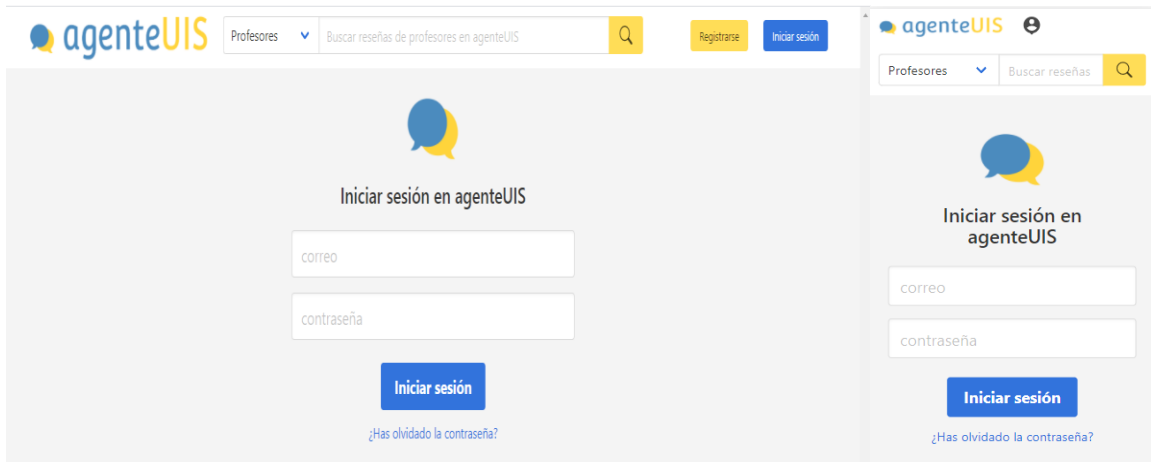 agenteUIS
Profesores
Buscar reseñas de profesores en agenteUIS
Registrarse
Iniciar sesión
Iniciar sesión en agenteUIS
correo
contraseña
Iniciar sesión
¿Has olvidado la contraseña?
agenteUIS
Profesores
Buscar reseñas
Iniciar sesión en
agenteUIS
correo
contraseña
Iniciar sesión
¿Has olvidado la contraseña?